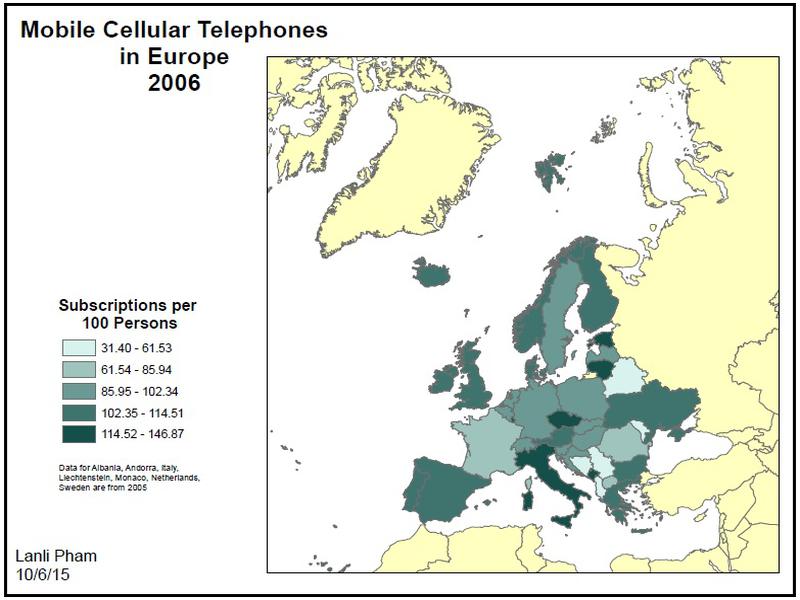 Mobile Cellular Telephones
in Europe
2006
Subscriptions per
100 Persons
31.40 - 61.53
61.54 - 85.94
85.95 - 102.34
102.35 - 114.51
114.52 - 146.87
Data for Albania, Andorra, Italy,
Liechtenstein, Monaco, Netherlands,
Sweden are from 2005
Lanli Pham
10/6/15